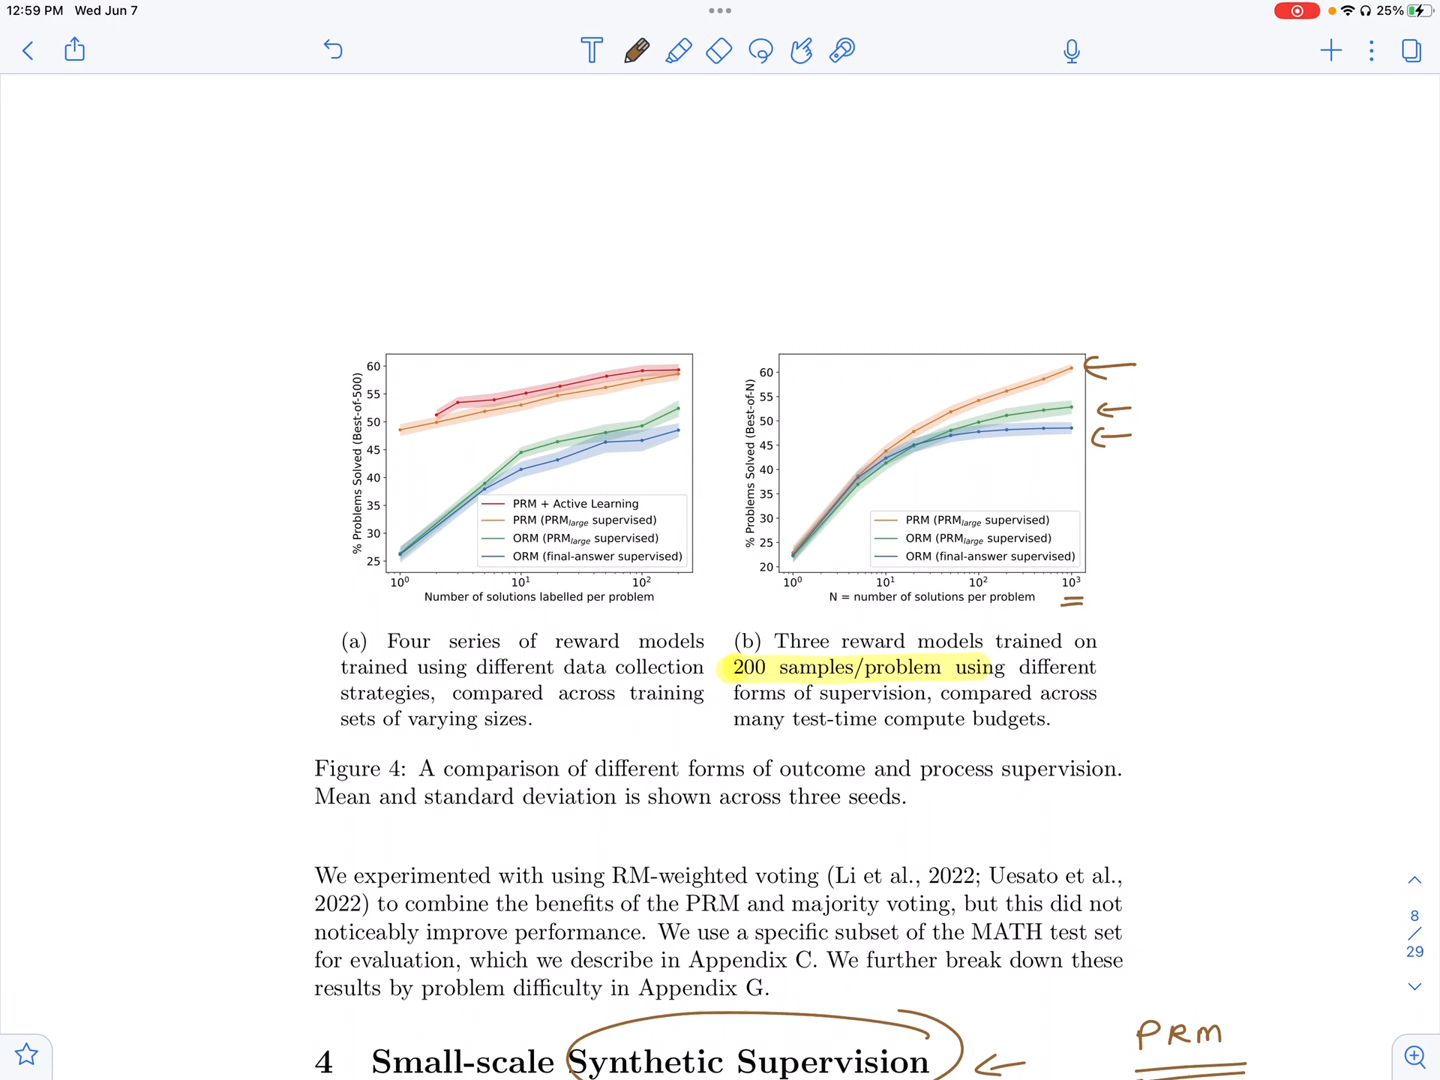 12:59 PM Wed Jun 7
25%
T
60
55
50
45
40
35
30
25
% Problems Solved (Best-of-500)
PRM + Active Learning
PRM (PRMlarge supervised)
ORM (PRMlarge supervised)
ORM (final-answer supervised)
10⁰ 10¹ 10²
Number of solutions labelled per problem
60
55
50
45
40
35
30
25
20
% Problems Solved (Best-of-N)
PRM (PRMlarge supervised)
ORM (PRMlarge supervised)
ORM (final-answer supervised)
10⁰ 10¹ 10² 10³
N = number of solutions per problem
(a) Four series of reward models
trained using different data collection
strategies, compared across training
sets of varying sizes.
(b) Three reward models trained on
200 samples/problem using different
forms of supervision, compared across
many test-time compute budgets.
Figure 4: A comparison of different forms of outcome and process supervision.
Mean and standard deviation is shown across three seeds.
We experimented with using RM-weighted voting (Li et al., 2022; Uesato et al.,
2022) to combine the benefits of the PRM and majority voting, but this did not
noticeably improve performance. We use a specific subset of the MATH test set
for evaluation, which we describe in Appendix C. We further break down these
results by problem difficulty in Appendix G.
8
/
29
PRM
4 Small-scale Synthetic Supervision